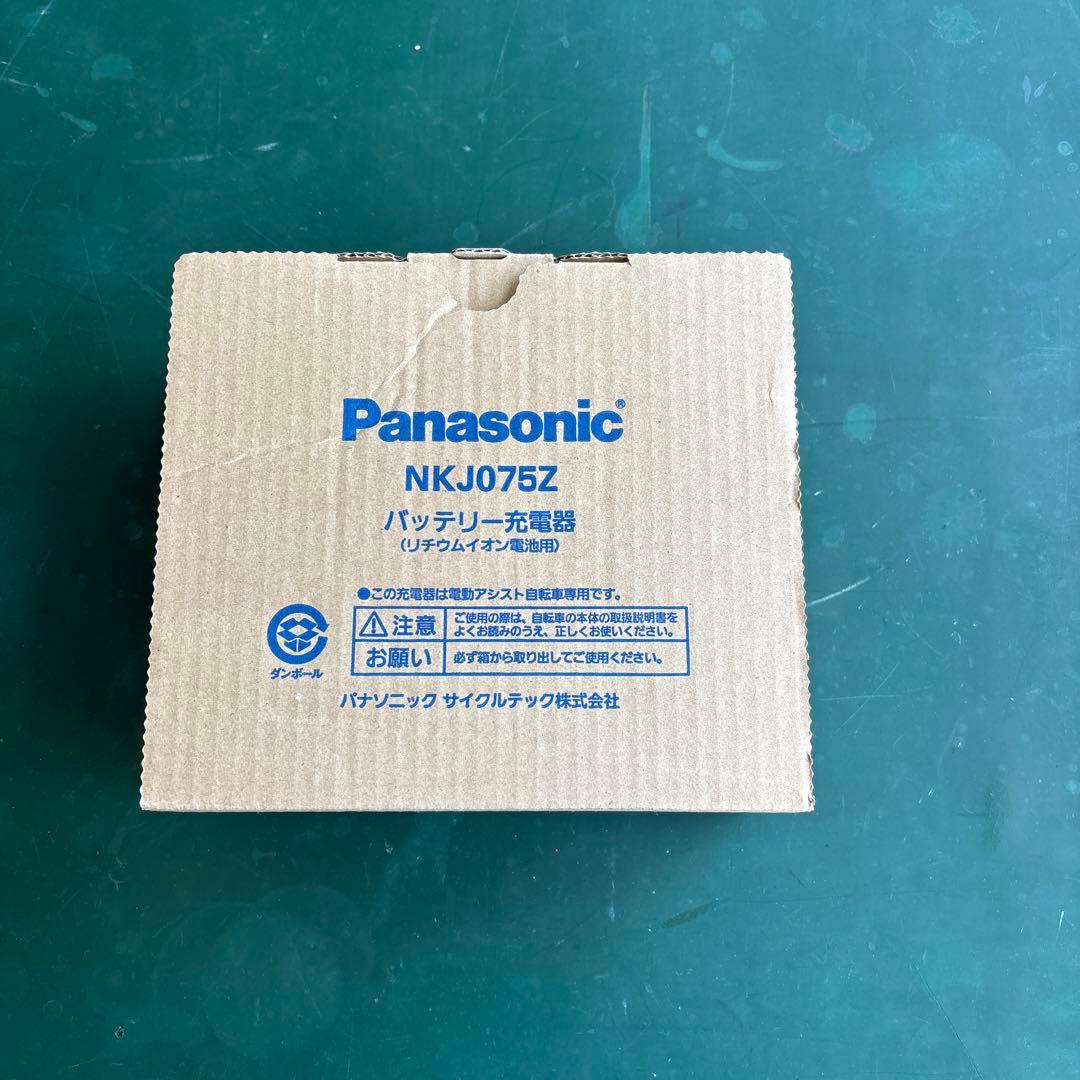 Panasonic®
NKJ075Z
バッテリー充電器
(リチウムイオン電池用)
●この充電器は電動アシスト自転車専用です。
注意 ご使用の際は、自転車の本体の取扱説明書を
よくお読みのうえ、正しくお使いください。
お願い 必ず箱から取り出してご使用ください。
ダンボール
パナソニック サイクルテック株式会社